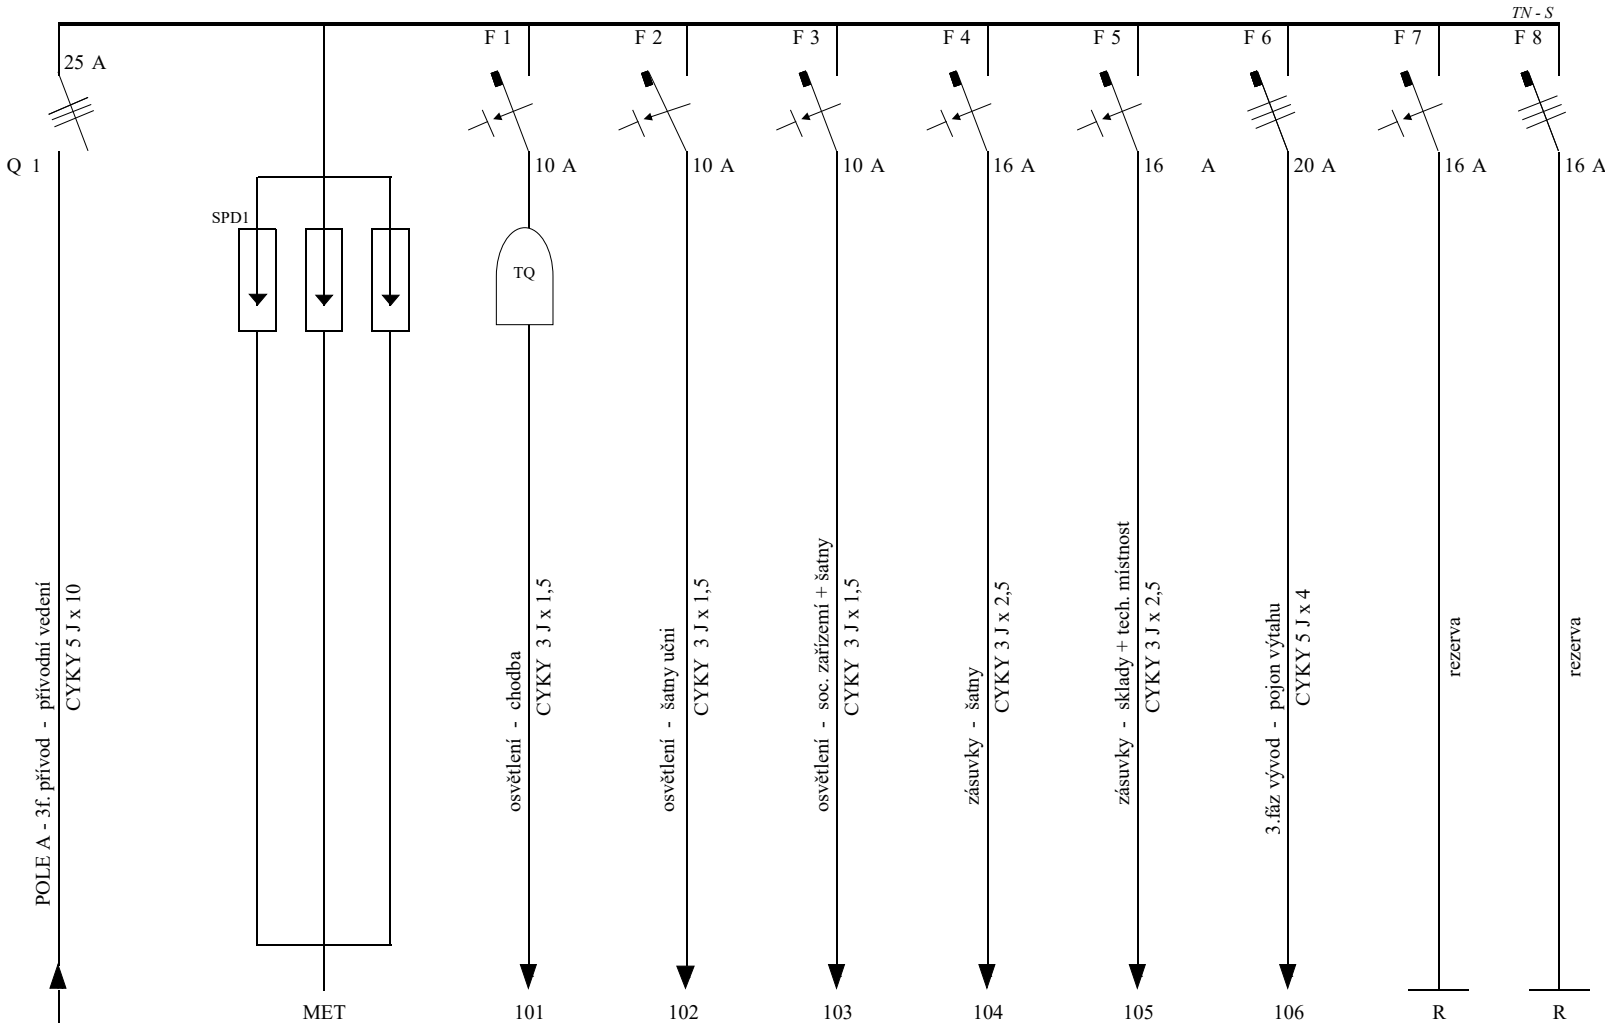 TN - S
F 1
F 2
F 3
F 4
F 5
F 6
F 7
F 8
25 A
Q 1
10 A
10 A
10 A
16 A
16 A
20 A
16 A
16 A
SPD1
TQ
POLE A - 3f. přívod - přívodní vedení
CYKY 5 J x 10
osvětlení - chodba
CYKY 3 J x 1,5
osvětlení - šatny učni
CYKY 3 J x 1,5
osvětlení - soc. zařízení + šatny
CYKY 3 J x 1,5
zásuvky - šatny
CYKY 3 J x 2,5
zásuvky - sklady + tech. místnost
CYKY 3 J x 2,5
3.fäz vývod - pojon výtahu
CYKY 5 J x 4
rezerva
rezerva
MET
101
102
103
104
105
106
R
R